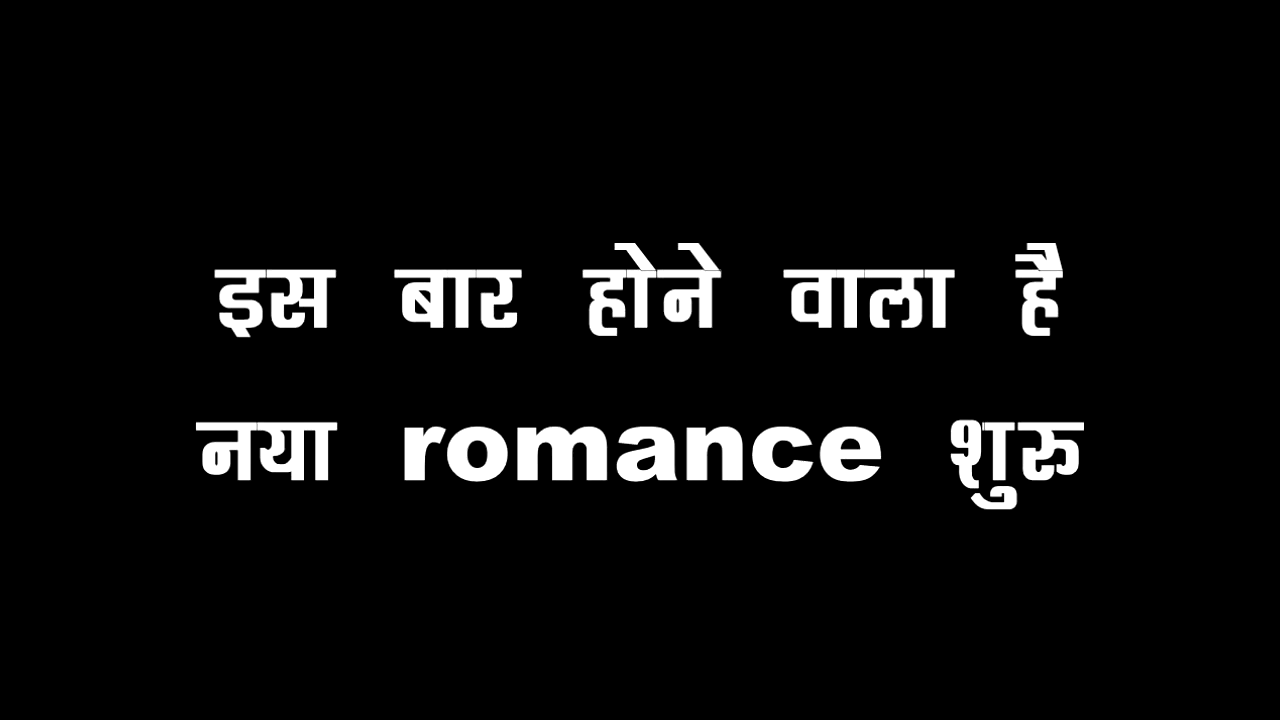 इस बार होने वाला है
नया romance शुरु